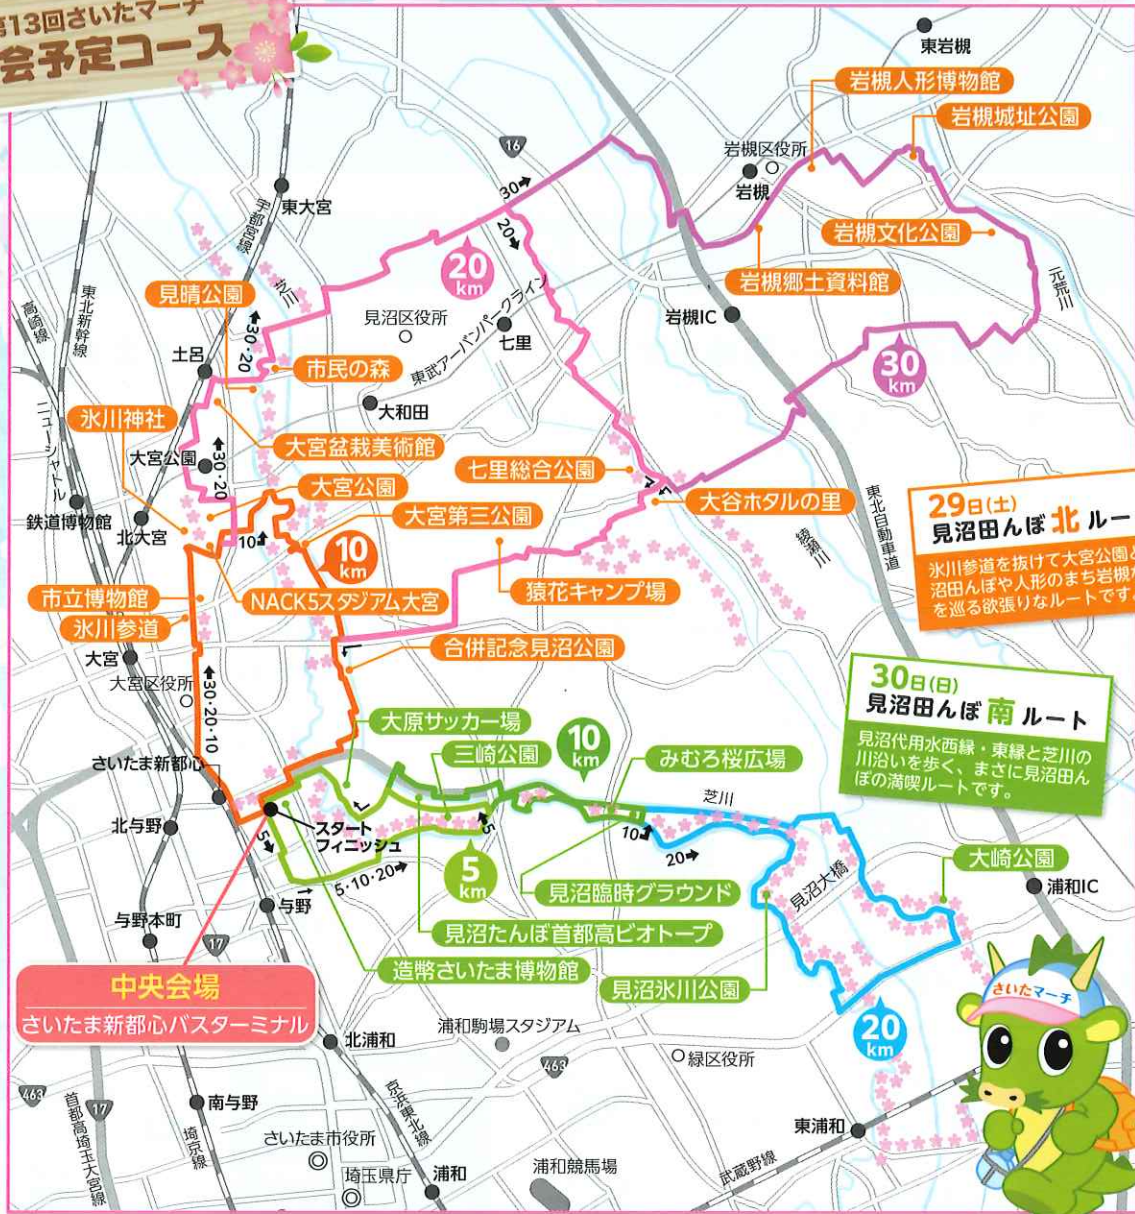 第13回さいたマーチ
会予定コース
東岩槻
岩槻人形博物館
岩槻城址公園
16
岩槻区役所
岩槻
30
東大宮
宇都宮線
20
岩槻文化公園
20
km
見晴公園
芝川
岩槻郷土資料館
元荒川
高崎線
東北新幹線
見沼区役所
岩槻IC
30・20
七里
土呂
東武アーバンパークライン
市民の森
30
km
氷川神社
大和田
ニューシャトル
大宮盆栽美術館
大宮公園
30・20
七里総合公園
大宮公園
大谷ホタルの里
鉄道博物館
北大宮
大宮第三公園
綾瀬川
東北自動車道
10
10
km
29日(土)
見沼田んぼ 北 ルー
氷川参道を抜けて大宮公園と
沼田んぼや人形のまち岩槻
を巡る欲張りなルートです。
市立博物館
NACK5スタジアム大宮
猿花キャンプ場
氷川参道
合併記念見沼公園
大宮
大宮区役所
30・20・10
30日(日)
見沼田んぼ 南 ルート
見沼代用水西縁・東縁と芝川の
川沿いを歩く、まさに見沼田ん
ぼの満喫ルートです。
大原サッカー場
三崎公園
10
km
みむろ桜広場
さいたま新都心
芝川
北与野
スタート
フィニッシュ
5
5
10
20
5・10・20
5
km
大崎公園
見沼大橋
浦和IC
見沼臨時グラウンド
与野
与野本町
17
見沼たんぼ首都高ビオトープ
造幣さいたま博物館
見沼氷川公園
中央会場
さいたま新都心バスターミナル
さいたマーチ
20
km
浦和駒場スタジアム
北浦和
緑区役所
463
463
17
首都高埼玉大宮線
南与野
埼京線
京浜東北線
東浦和
さいたま市役所
埼玉県庁
浦和
浦和競馬場
武蔵野線